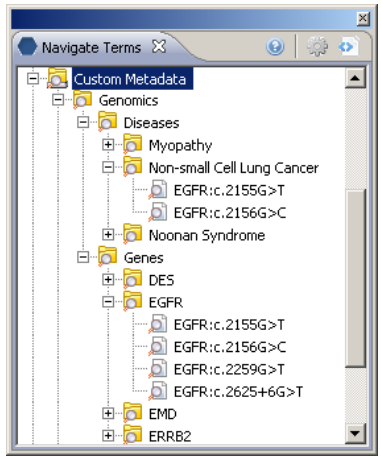 Navigate Terms
Custom Metadata
Genomics
Diseases
Myopathy
Non-small Cell Lung Cancer
EGFR:c.2155G>T
EGFR:c.2156G>C
Noonan Syndrome
Genes
DES
EGFR
EGFR:c.2155G>T
EGFR:c.2156G>C
EGFR:c.2259G>T
EGFR:c.2625+6G>T
EMD
ERRB2